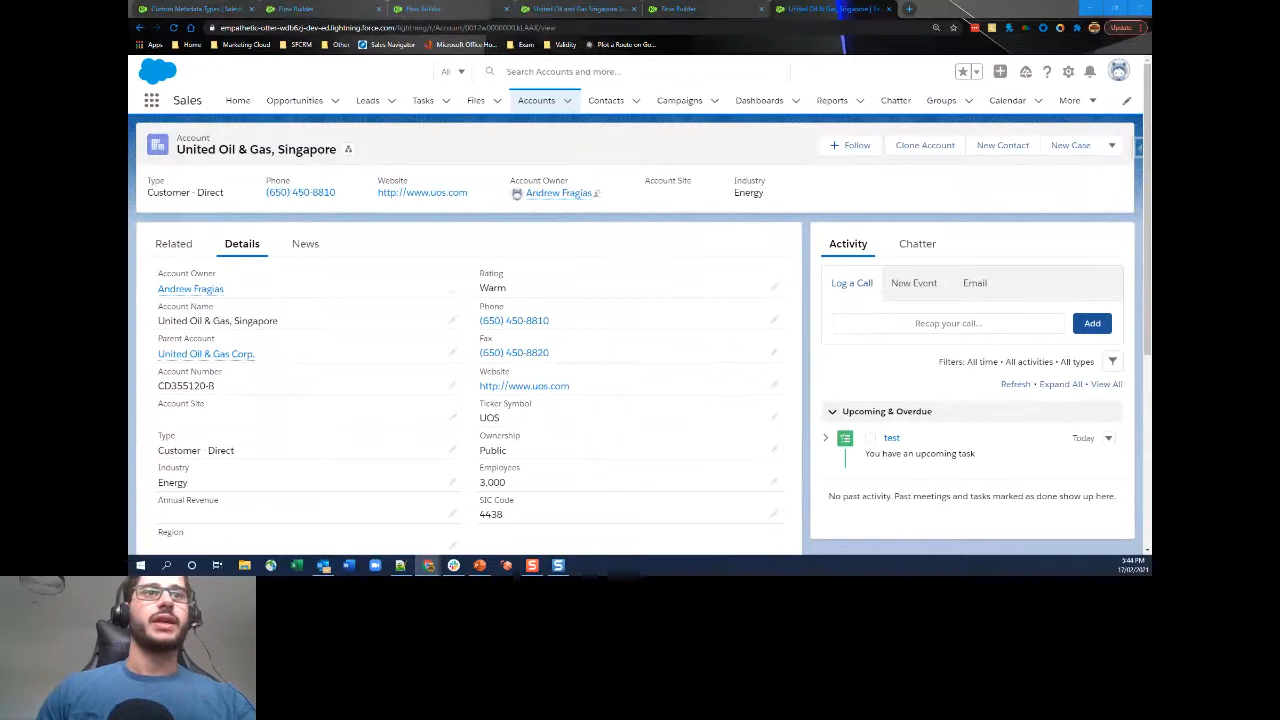 Custom Metadata Types | Salesf
Flow Builder
Flow Builder
United Oil and Gas Singapore S
Flow Builder
United Oil & Gas, Singapore | Sa
empathetic-otter-wdb6zj-dev-ed.lightning.force.com/lightning/r/Account/
/view
Update
Apps
Home
Marketing Cloud
SFCRM
Other
Sales Navigator
Microsoft Office Ho...
Exam
Validity
Plot a Route on Go...
All
Search Accounts and more...
Sales
Home
Opportunities
Leads
Tasks
Files
Accounts
Contacts
Campaigns
Dashboards
Reports
Chatter
Groups
Calendar
More
Account
United Oil & Gas, Singapore
Follow
Clone Account
New Contact
New Case
Type
Phone
Website
Account Owner
Account Site
Industry
Customer - Direct
(650) 450-8810
http://www.uos.com
Andrew Fragias
Energy
Related
Details
News
Account Owner
Andrew Fragias
Account Name
United Oil & Gas, Singapore
Parent Account
United Oil & Gas Corp.
Account Number
CD355120-B
Account Site
Type
Customer - Direct
Industry
Energy
Annual Revenue
Region
Rating
Warm
Phone
(650) 450-8810
Fax
(650) 450-8820
Website
http://www.uos.com
Ticker Symbol
UOS
Ownership
Public
Employees
3,000
SIC Code
4438
Activity
Chatter
Log a Call
New Event
Email
Recap your call...
Add
Filters: All time • All activities • All types
Refresh • Expand All • View All
Upcoming & Overdue
test
Today
You have an upcoming task
No past activity. Past meetings and tasks marked as done show up here.
3:44 PM
17/02/2021